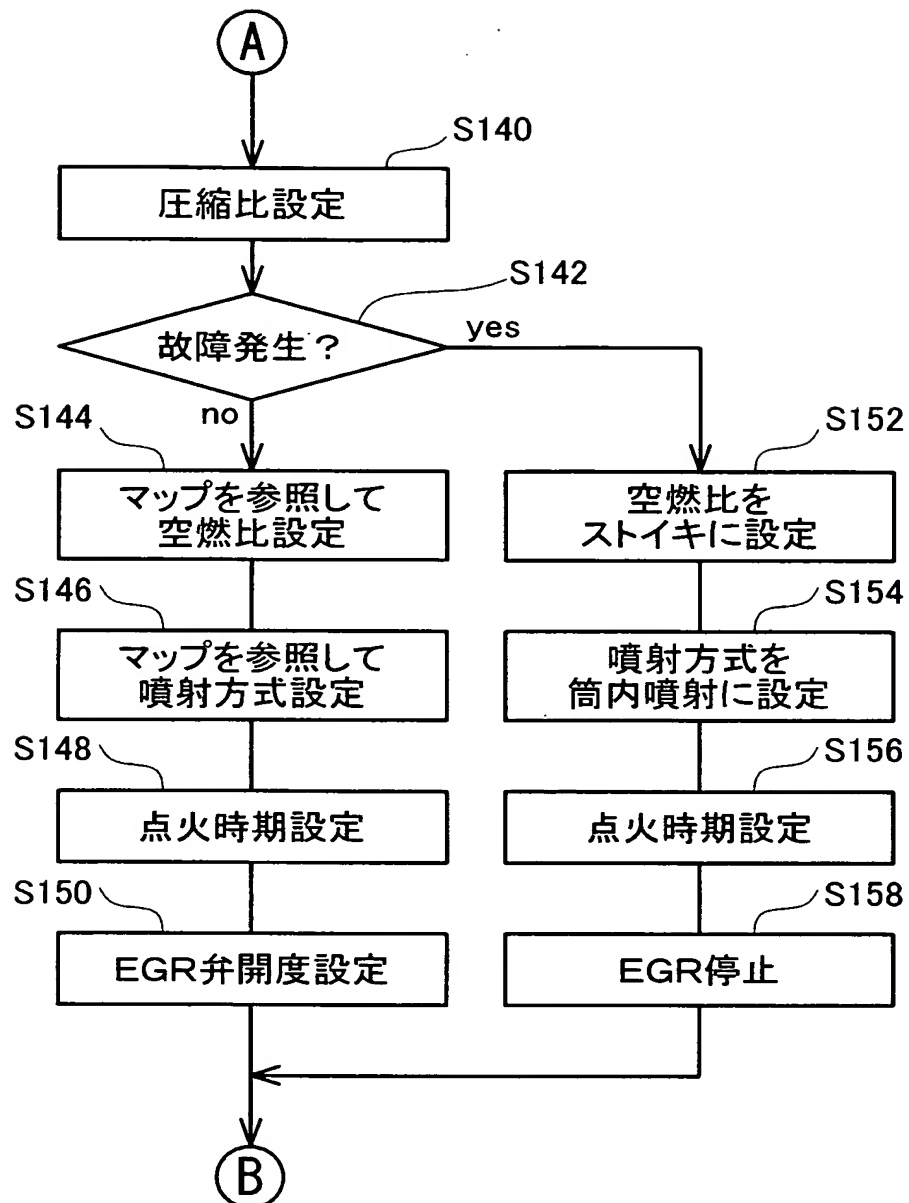 A
S140
圧縮比設定
S142
故障発生？
yes
no
S144
マップを参照して
空燃比設定
S152
空燃比を
ストイキに設定
S146
マップを参照して
噴射方式設定
S154
噴射方式を
筒内噴射に設定
S148
点火時期設定
S156
点火時期設定
S150
EGR弁開度設定
S158
EGR停止
B